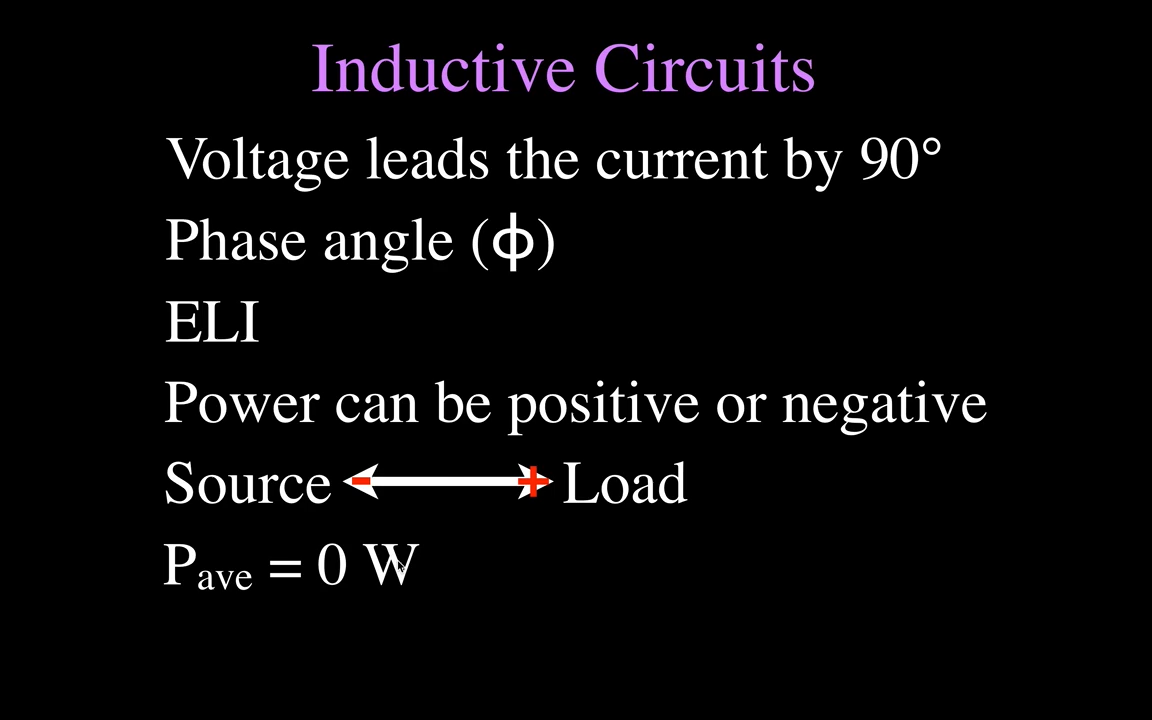 Inductive Circuits
Voltage leads the current by 90°
Phase angle (ϕ)
ELI
Power can be positive or negative
Source - + Load
Pave = 0 W